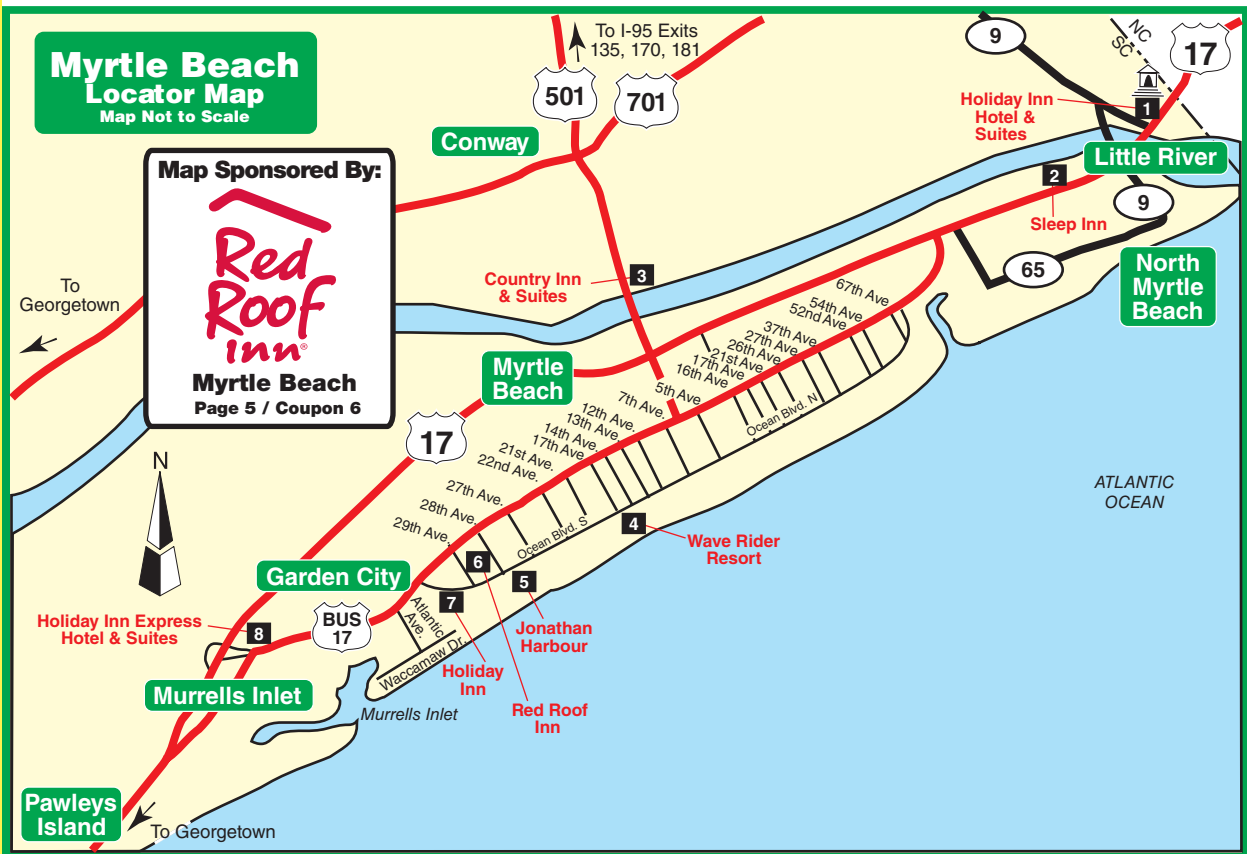 Myrtle Beach
Locator Map
Map Not to Scale
To I-95 Exits
135, 170, 181
501
701
9
NC
SC
17
Holiday Inn
Hotel &
Suites
1
Conway
Little River
Map Sponsored By:
Red
Roof
Inn®
Myrtle Beach
Page 5 / Coupon 6
2
Sleep Inn
9
65
North
Myrtle
Beach
To
Georgetown
Country Inn
& Suites
3
67th Ave
54th Ave
52nd Ave
37th Ave
27th Ave
26th Ave
21st Ave
17th Ave
16th Ave
5th Ave
7th Ave.
12th Ave.
13th Ave.
14th Ave.
17th Ave.
21st Ave.
22nd Ave.
27th Ave.
28th Ave.
29th Ave.
Myrtle
Beach
17
Ocean Blvd. N
Ocean Blvd. S
ATLANTIC
OCEAN
N
4
Wave Rider
Resort
6
5
Jonathan
Harbour
Garden City
7
Holiday
Inn
Red Roof
Inn
Atlantic
Ave.
Waccamaw Dr.
Holiday Inn Express
Hotel & Suites
8
BUS
17
Murrells Inlet
Murrells Inlet
Pawleys
Island
To Georgetown